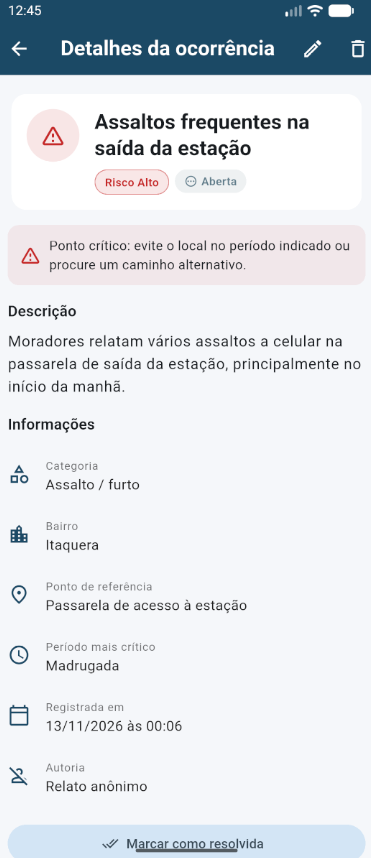 12:45
Detalhes da ocorrência
Assaltos frequentes na
saída da estação
Risco Alto
Aberta
Ponto crítico: evite o local no período indicado ou
procure um caminho alternativo.
Descrição
Moradores relatam vários assaltos a celular na
passarela de saída da estação, principalmente no
início da manhã.
Informações
Categoria
Assalto / furto
Bairro
Itaquera
Ponto de referência
Passarela de acesso à estação
Período mais crítico
Madrugada
Registrada em
13/11/2026 às 00:06
Autoria
Relato anônimo
Marcar como resolvida